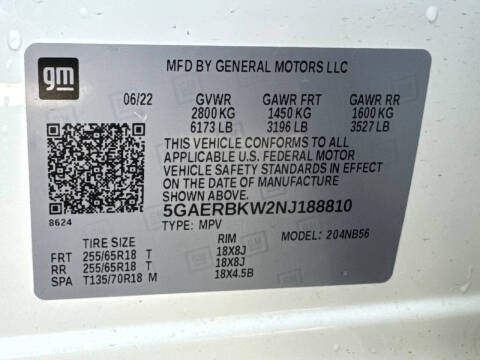 gm
MFD BY GENERAL MOTORS LLC
06/22 GVWR GAWR FRT GAWR RR
2800 KG 1450 KG 1600 KG
6173 LB 3196 LB 3527 LB
THIS VEHICLE CONFORMS TO ALL
APPLICABLE U.S. FEDERAL MOTOR
VEHICLE SAFETY STANDARDS IN EFFECT
ON THE DATE OF MANUFACTURE
SHOWN ABOVE.
5GAERBKW2NJ188810
8624
TYPE: MPV MODEL: 204NB56
TIRE SIZE RIM
FRT 255/65R18 T 18X8J
RR 255/65R18 T 18X8J
SPA T135/70R18 M 18X4.5B